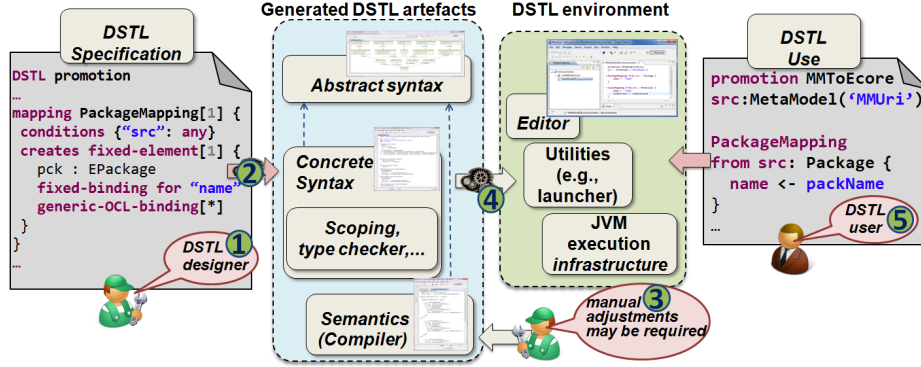 Generated DSTL artefacts
DSTL environment
DSTL
Specification
DSTL promotion
…
mapping PackageMapping[1] {
conditions {“src”: any}
creates fixed-element[1] {
pck : EPackage
fixed-binding for “name”
generic-OCL-binding[*]
}
}
…
DSTL
designer
1
2
Abstract syntax
Concrete
Syntax
Scoping,
type checker,…
Semantics
(Compiler)
4
Editor
Utilities
(e.g.,
launcher)
JVM
execution
infrastructure
manual
adjustments
may be required
3
DSTL
Use
promotion MMToEcore
src:MetaModel(‘MMUri’)
PackageMapping
from src: Package {
name <- packName
}
…
DSTL
user
5